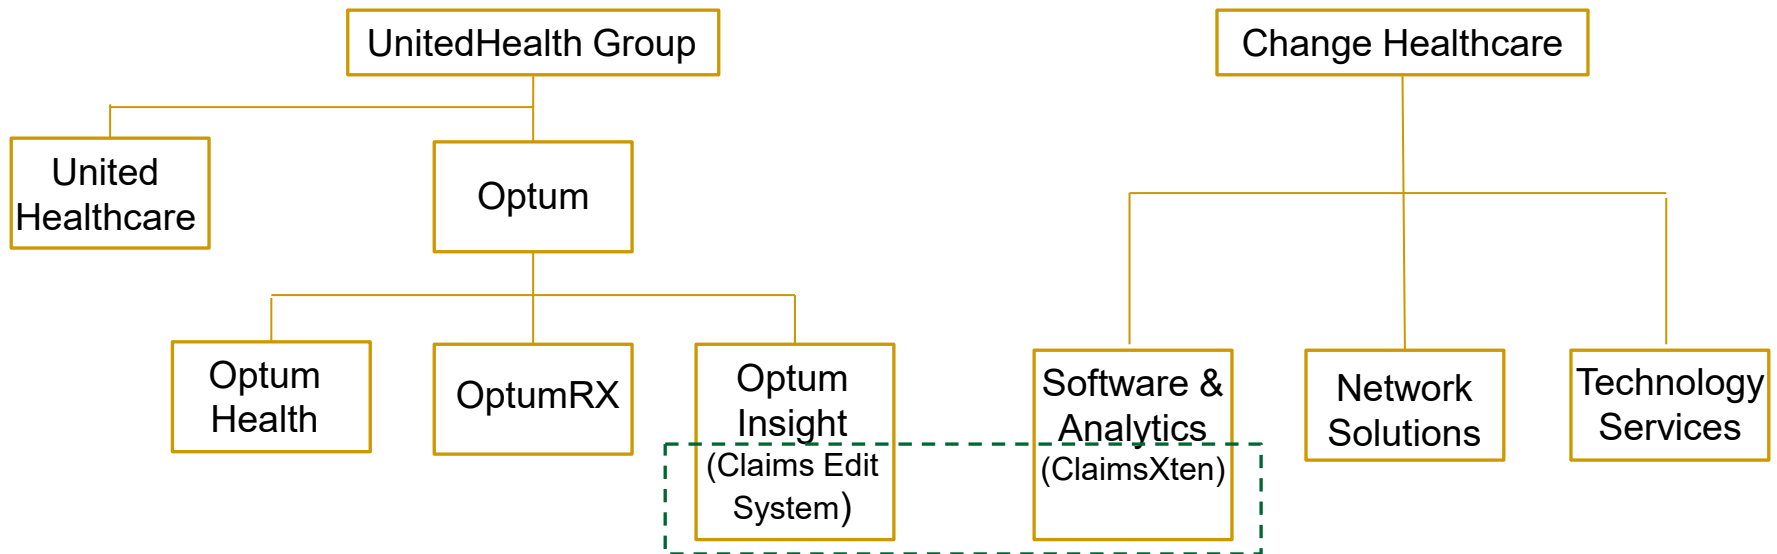 UnitedHealth Group
Change Healthcare
United
Healthcare
Optum
Optum
Health
OptumRX
Optum
Insight
(Claims Edit
System)
Software &
Analytics
(ClaimsXten)
Network
Solutions
Technology
Services